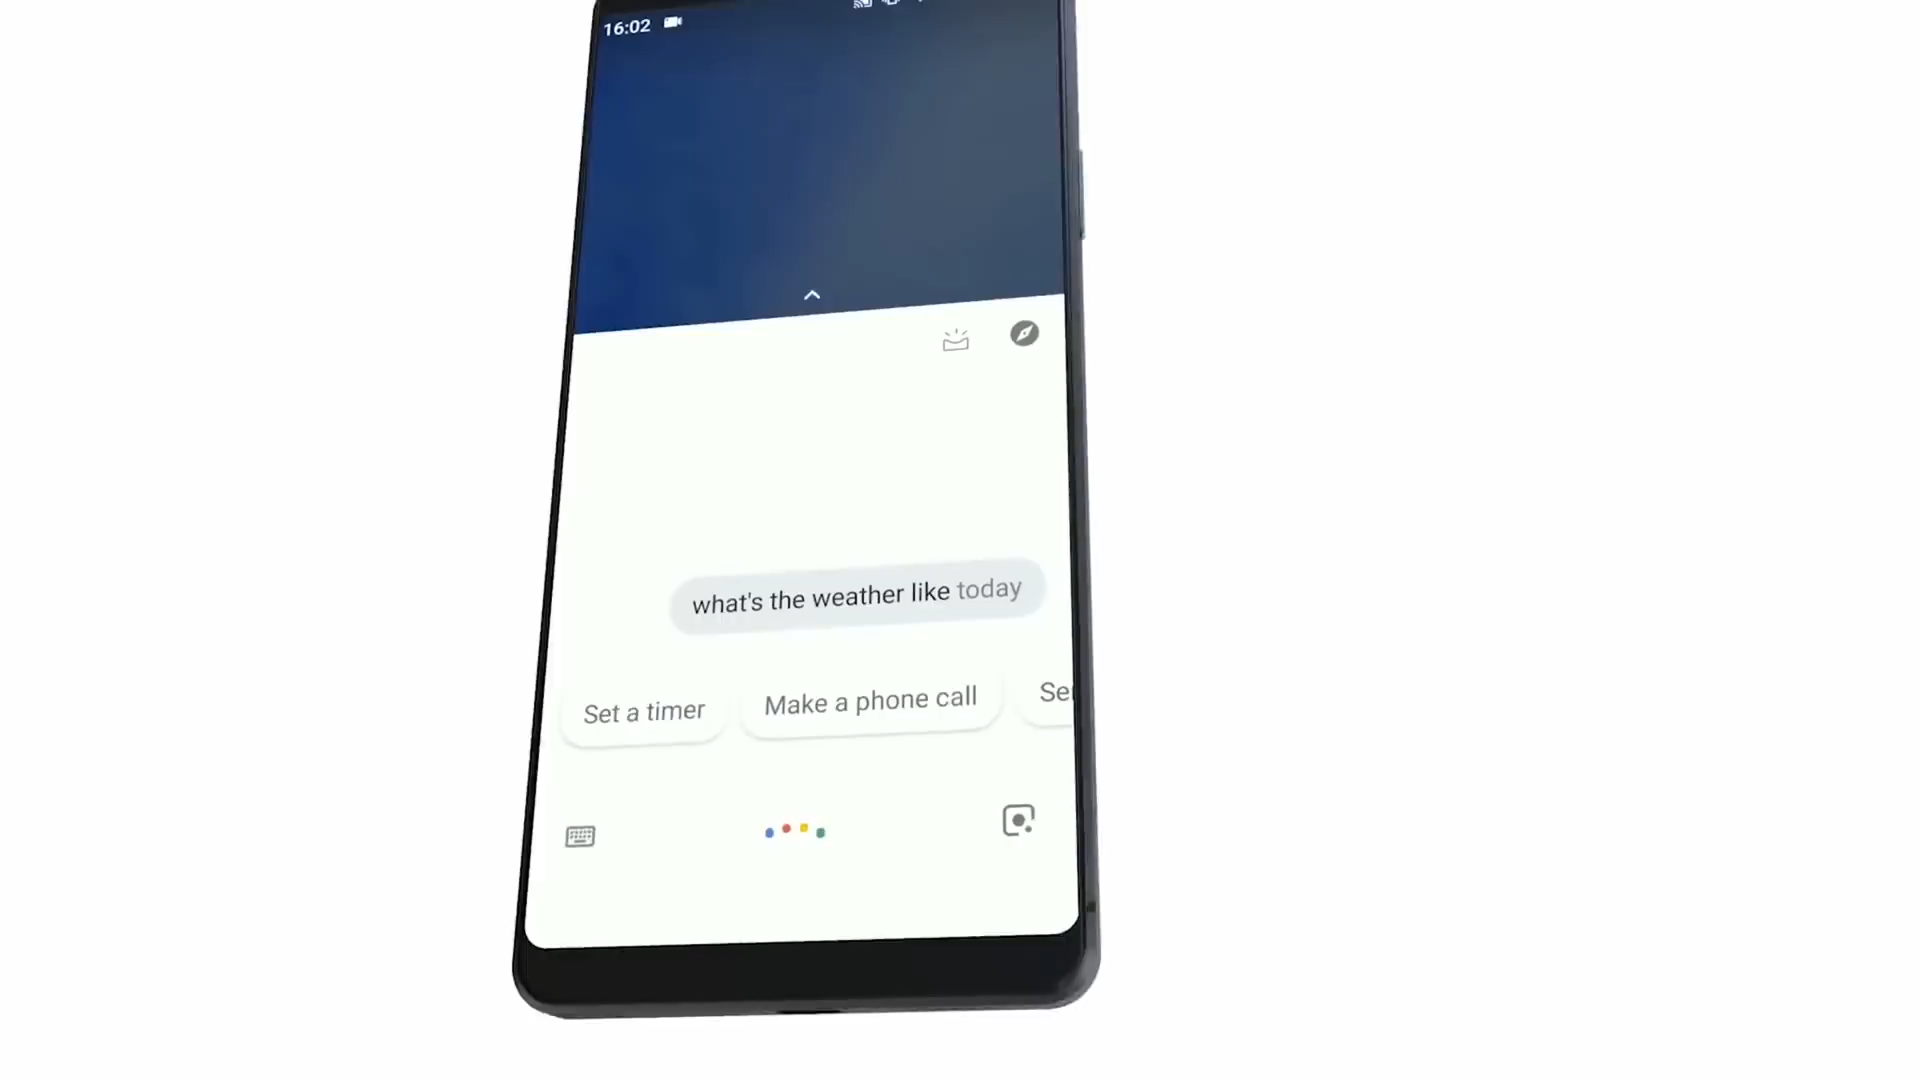 16:02
what's the weather like today
Set a timer
Make a phone call